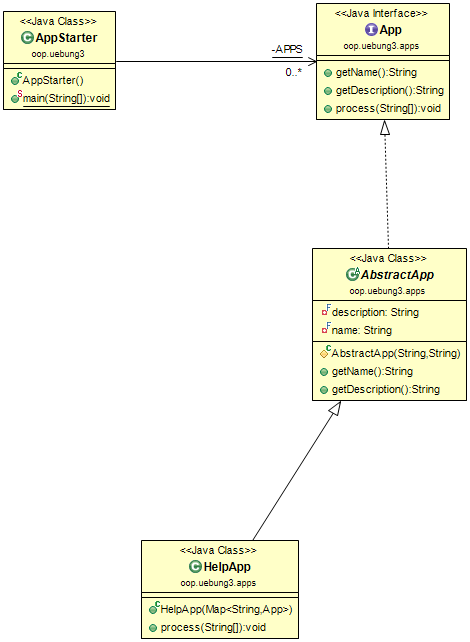 <<Java Class>>
AppStarter
oop.uebung3
AppStarter()
main(String[]):void
-APPS
0..*
<<Java Interface>>
App
oop.uebung3.apps
getName():String
getDescription():String
process(String[]):void
<<Java Class>>
AbstractApp
oop.uebung3.apps
description: String
name: String
AbstractApp(String,String)
getName():String
getDescription():String
<<Java Class>>
HelpApp
oop.uebung3.apps
HelpApp(Map<String,App>)
process(String[]):void